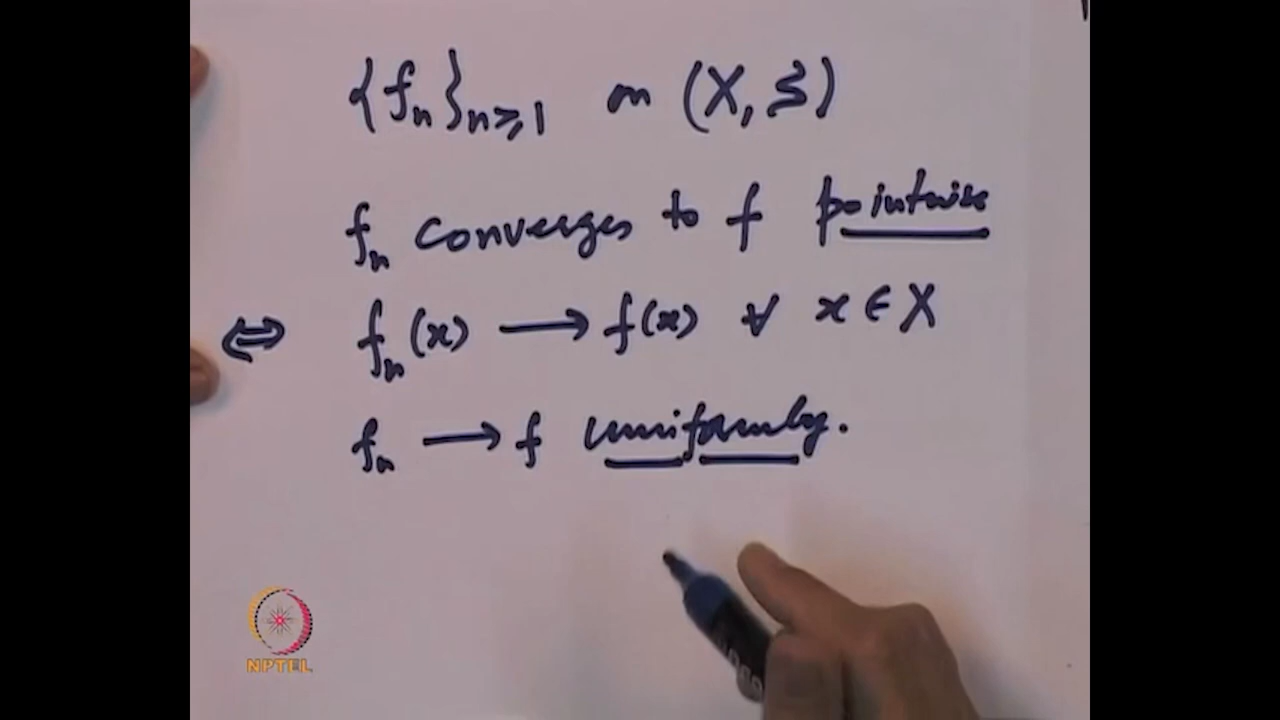 {fₙ}ₙ≥₁ on (X, S)
fₙ converges to f pointwise
⇔ fₙ(x) ⟶ f(x) ∀ x ∈ X
fₙ ⟶ f uniformly.
NPTEL